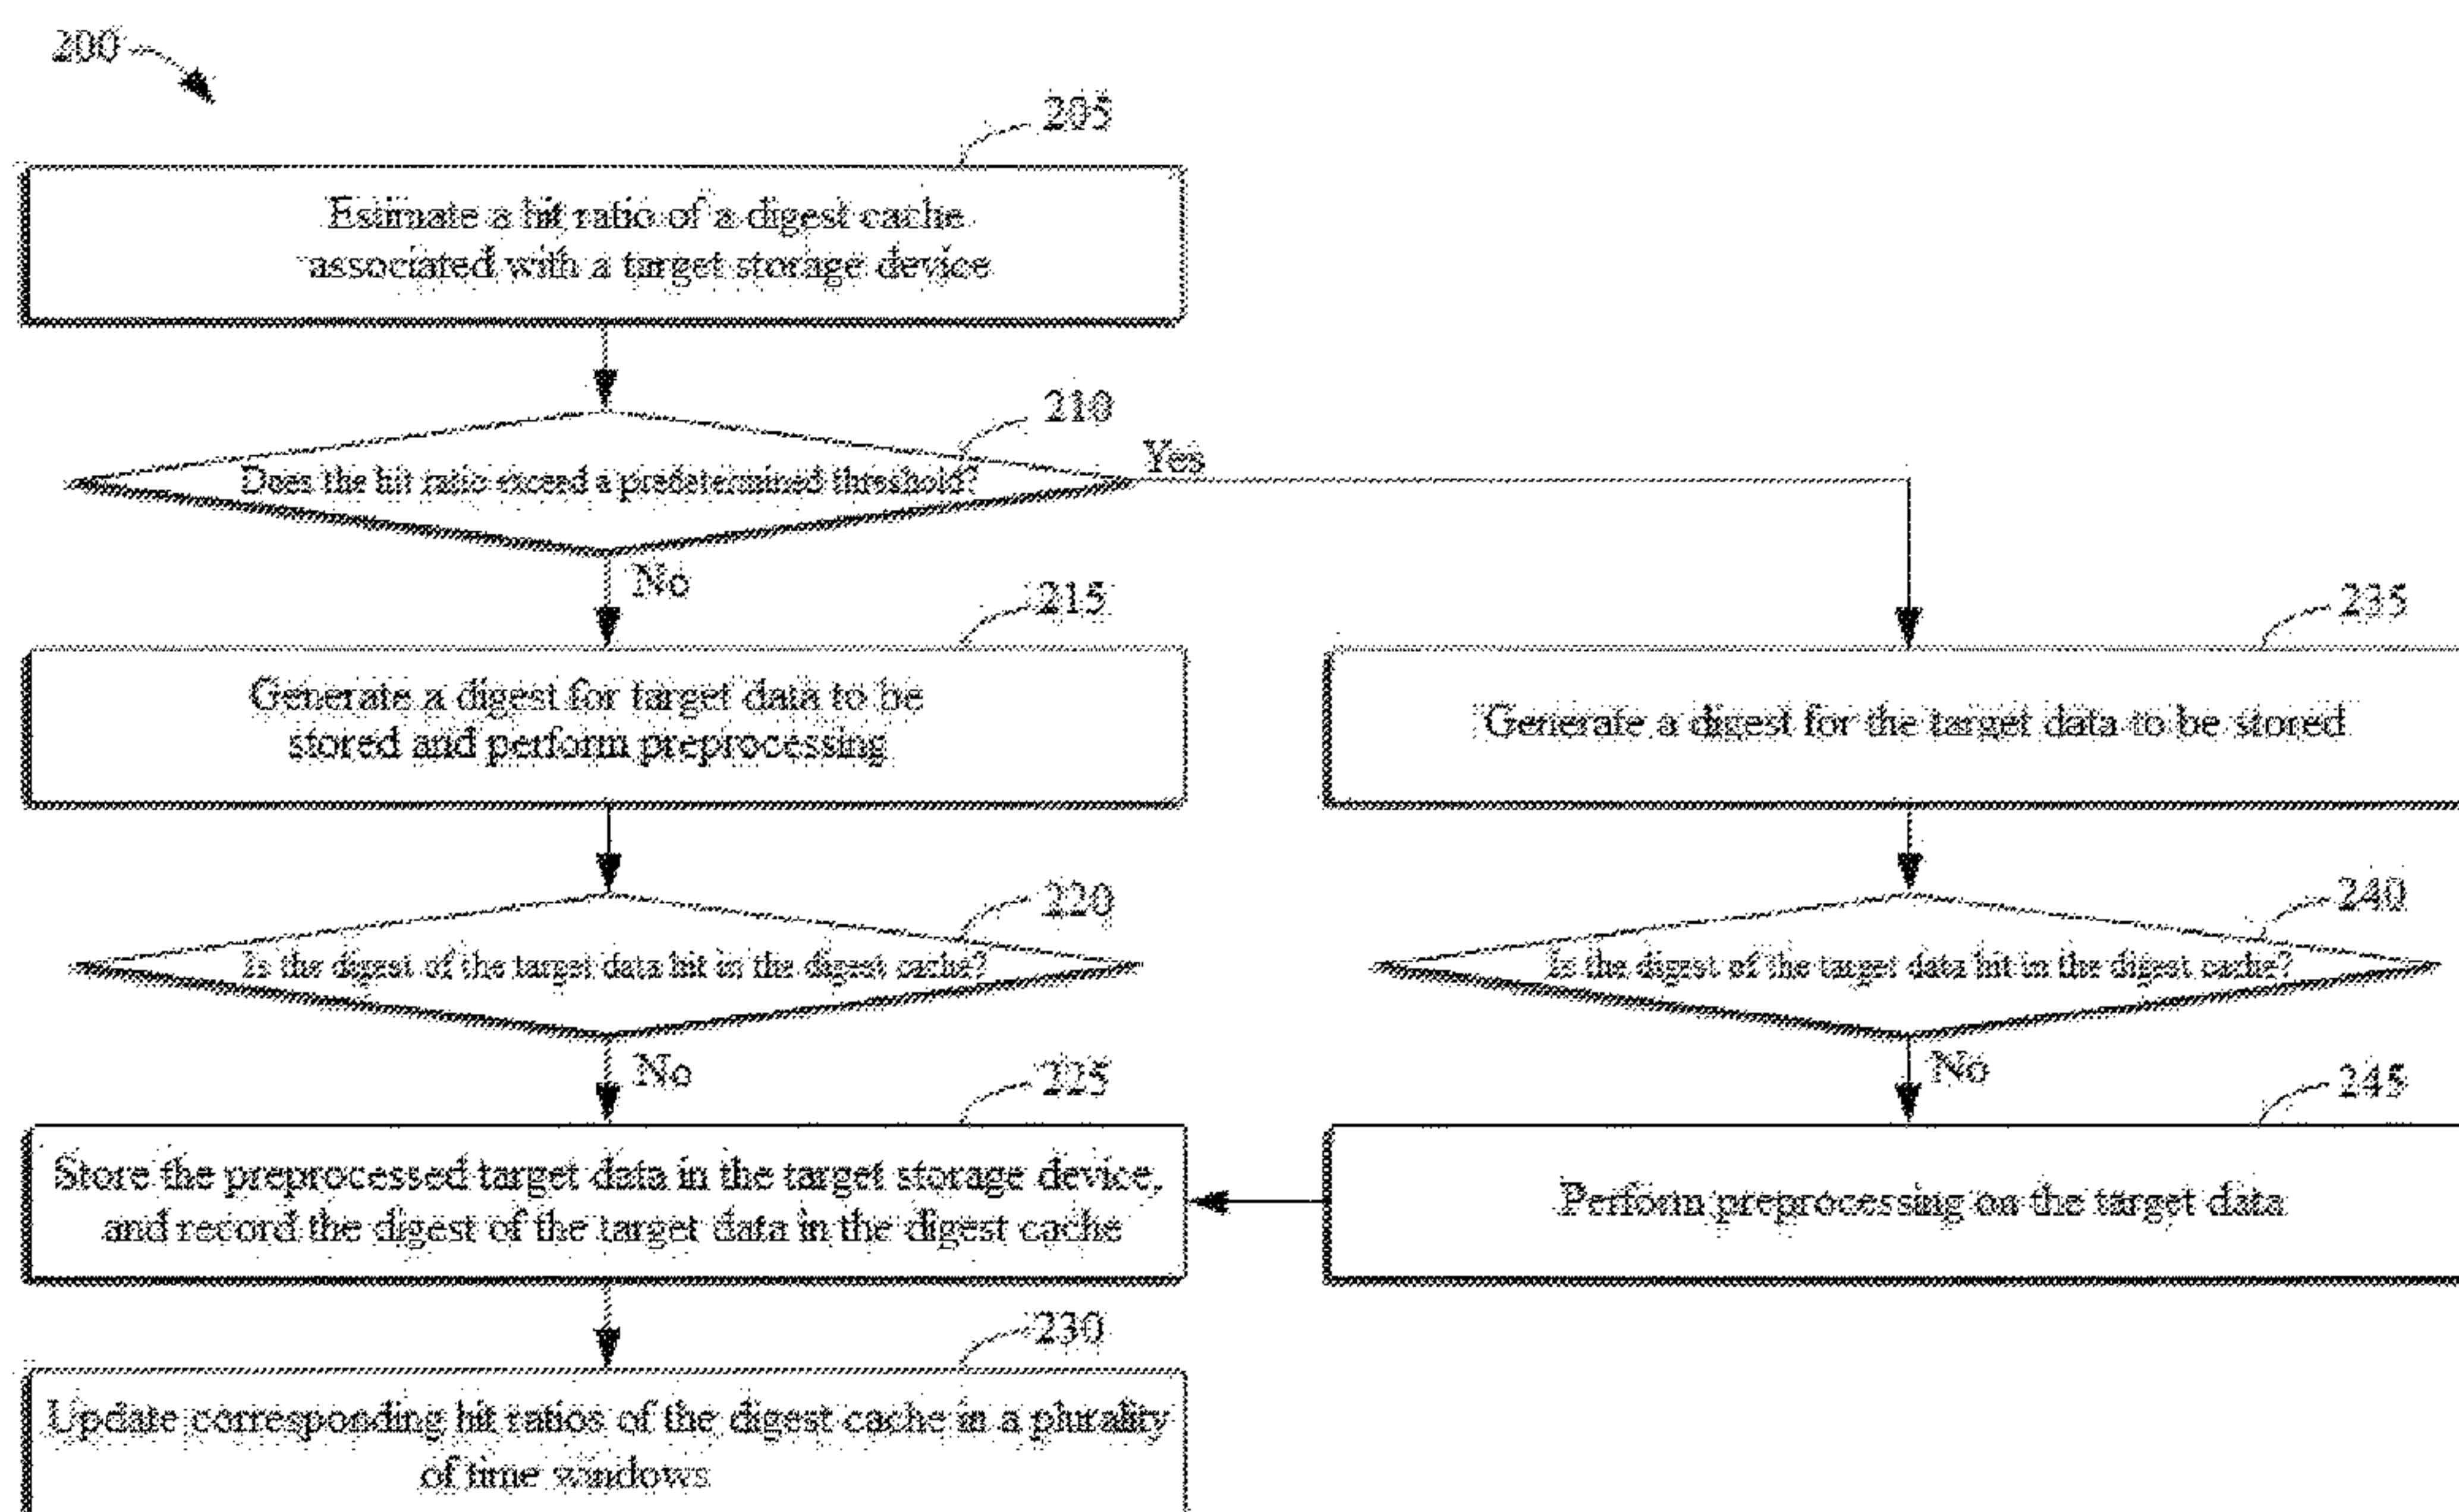 200
205
Estimate a hit ratio of a digest cache
associated with a target storage device
210
Does the hit ratio exceed a predetermined threshold?
Yes
No
215
Generate a digest for target data to be
stored and perform preprocessing
235
Generate a digest for the target data to be stored
220
Is the digest of the target data hit in the digest cache?
240
Is the digest of the target data hit in the digest cache?
No
No
225
Store the preprocessed target data in the target storage device,
and record the digest of the target data in the digest cache
245
Perform preprocessing on the target data
230
Update corresponding hit ratios of the digest cache in a plurality
of time windows